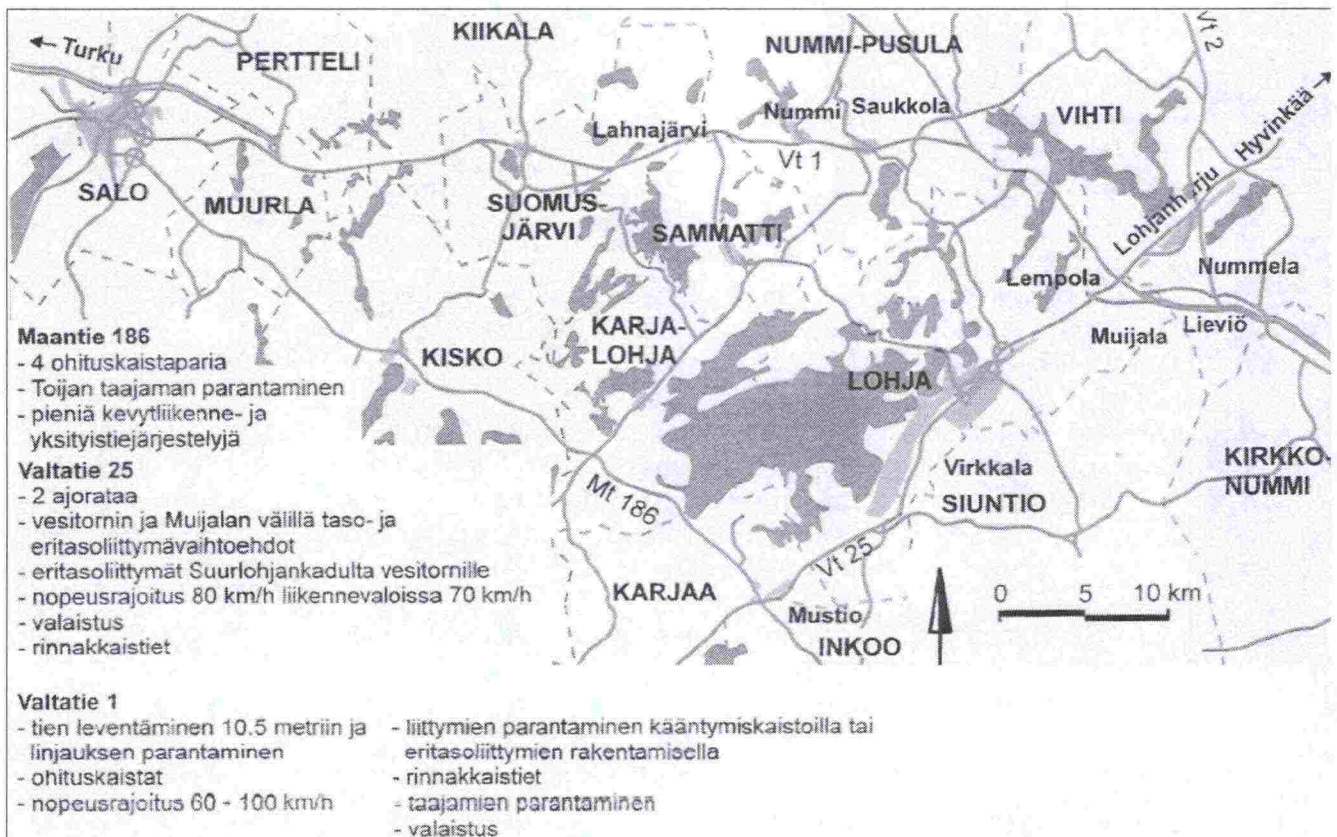 ← Turku
KIIKALA
PERTTELI
NUMMI-PUSULA
Vt 2
Hyvinkää →
Nummi
Saukkola
VIHTI
Lahnajärvi
Vt 1
SALO
MUURLA
SUOMUS-
JÄRVI
SAMMATTI
Lohjanharju
Lempola
Nummela
Muijala
Lieviö
KARJA-
LOHJA
KISKO
LOHJA
Virkkala
SIUNTIO
KIRKKO-
NUMMI
Mt 186
Vt 25
KARJAA
Mustio
INKOO
0 5 10 km
Maantie 186
- 4 ohituskaistaparia
- Toijan taajaman parantaminen
- pieniä kevytliikenne- ja
yksityistiejärjestelyjä
Valtatie 25
- 2 ajorataa
- vesitornin ja Muijalan välillä taso- ja
eritasoliittymävaihtoehdot
- eritasoliittymät Suurlohjankadulta vesitornille
- nopeusrajoitus 80 km/h liikennevaloissa 70 km/h
- valaistus
- rinnakkaistiet
Valtatie 1
- tien leventäminen 10.5 metriin ja
linjauksen parantaminen
- ohituskaistat
- nopeusrajoitus 60 - 100 km/h
- liittymien parantaminen kääntymiskaistoilla tai
eritasoliittymien rakentamisella
- rinnakkaistiet
- taajamien parantaminen
- valaistus